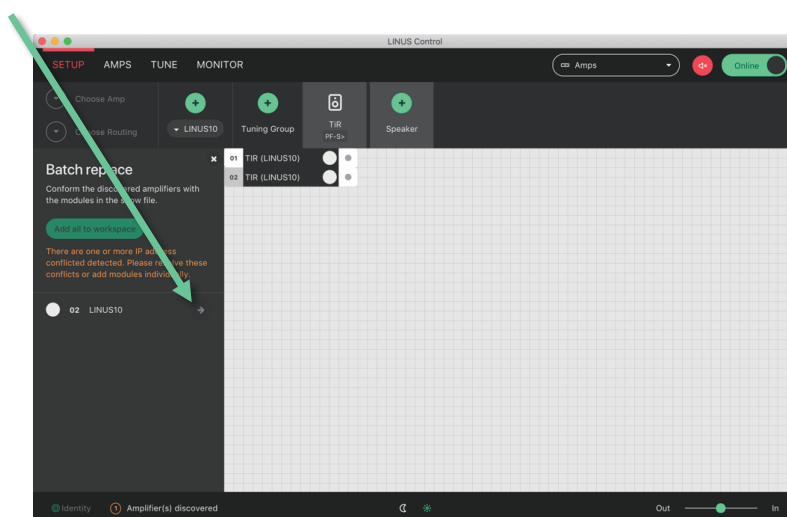 LINUS Control
SETUP AMPS TUNE MONITOR
Amps
Online
Choose Amp
Choose Routing
LINUS10
Tuning Group
TiR
PF-S>
Speaker
Batch replace
Conform the discovered amplifiers with
the modules in the show file.
Add all to workspace
There are one or more IP address
conflicted detected. Please resolve these
conflicts or add modules individually.
02 LINUS10
01 TIR (LINUS10)
02 TIR (LINUS10)
Identity
1 Amplifier(s) discovered
Out In